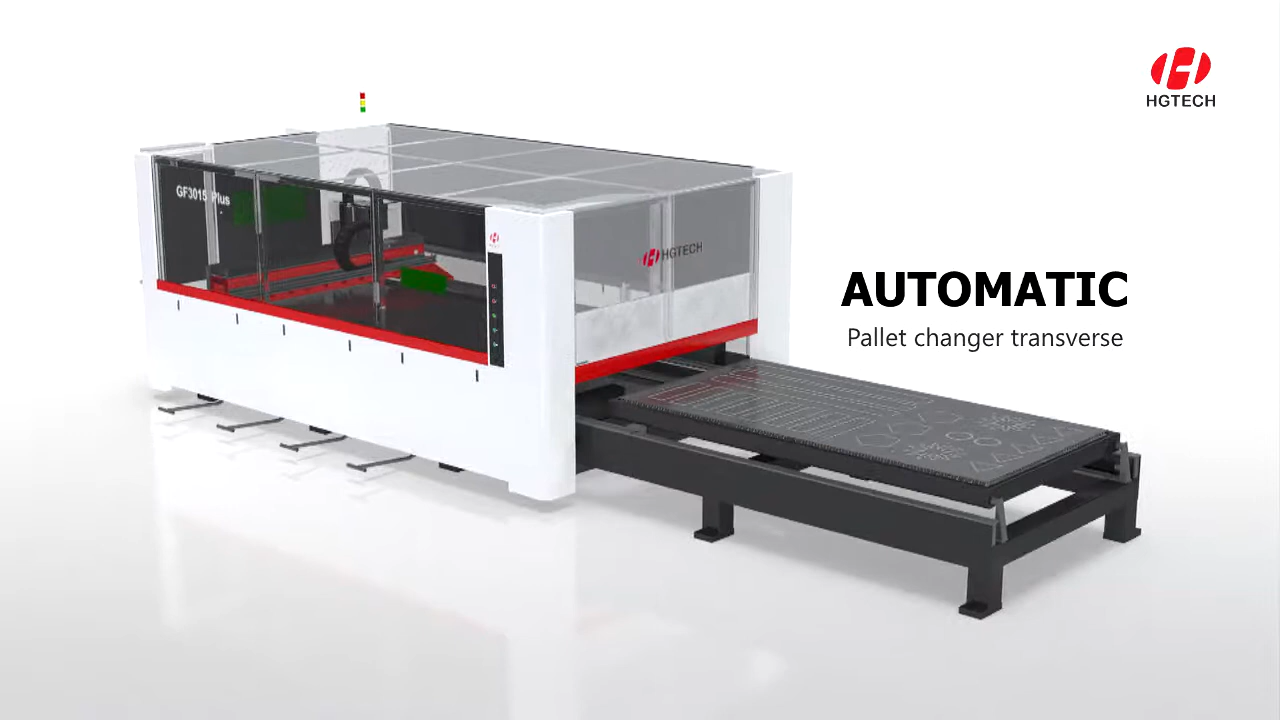 HGTECH
GF3015 Plus
HGTECH
AUTOMATIC
Pallet changer transverse